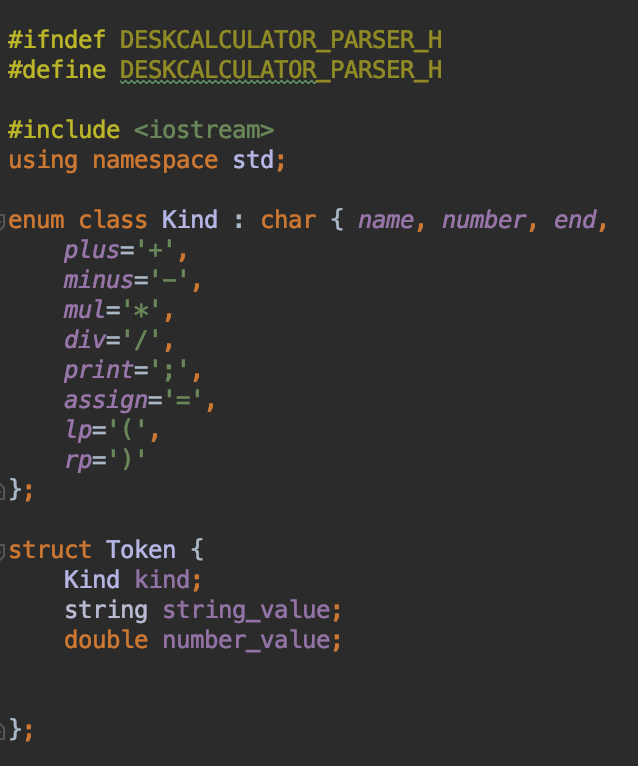 #ifndef DESKCALCULATOR_PARSER_H
#define DESKCALCULATOR_PARSER_H
#include <iostream>
using namespace std;
enum class Kind : char { name, number, end,
plus='+',
minus='-',
mul='*',
div='/',
print=';',
assign='=',
lp='(',
rp=')'
};
struct Token {
Kind kind;
string string_value;
double number_value;
};